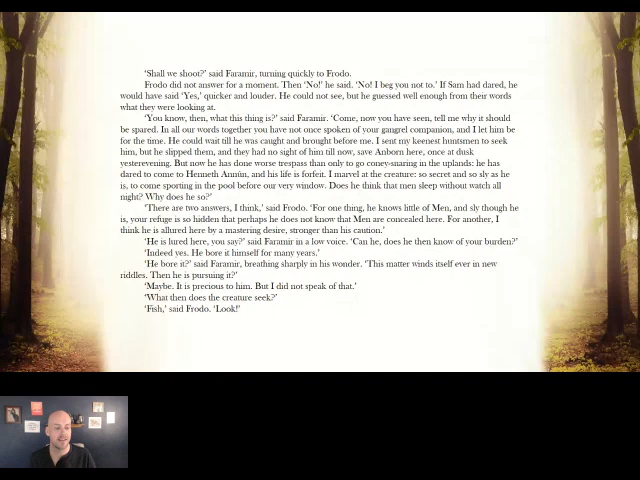 ‘Shall we shoot?’ said Faramir, turning quickly to Frodo.
Frodo did not answer for a moment. Then ‘No!’ he said. ‘No! I beg you not to.’ If Sam had dared, he
would have said ‘Yes,’ quicker and louder. He could not see, but he guessed well enough from their words
what they were looking at.
‘You know, then, what this thing is?’ said Faramir. ‘Come, now you have seen, tell me why it should
be spared. In all our words together you have not once spoken of your gangrel companion, and I let him be
for the time. He could wait till he was caught and brought before me. I sent my keenest huntsmen to seek
him, but he slipped them, and they had no sight of him till now, save Anborn here, once at dusk
yesterevening. But now he has done worse trespass than only to go coney-snaring in the uplands: he has
dared to come to Henneth Annûn, and his life is forfeit. I marvel at the creature: so secret and so sly as he
is, to come sporting in the pool before our very window. Does he think that men sleep without watch all
night? Why does he so?’
‘There are two answers, I think,’ said Frodo. ‘For one thing, he knows little of Men, and sly though he
is, your refuge is so hidden that perhaps he does not know that Men are concealed here. For another, I
think he is allured here by a mastering desire, stronger than his caution.’
‘He is lured here, you say?’ said Faramir in a low voice. ‘Can he, does he then know of your burden?’
‘Indeed yes. He bore it himself for many years.’
‘He bore it?’ said Faramir, breathing sharply in his wonder. ‘This matter winds itself ever in new
riddles. Then he is pursuing it?’
‘Maybe. It is precious to him. But I did not speak of that.’
‘What then does the creature seek?’
‘Fish,’ said Frodo. ‘Look!’